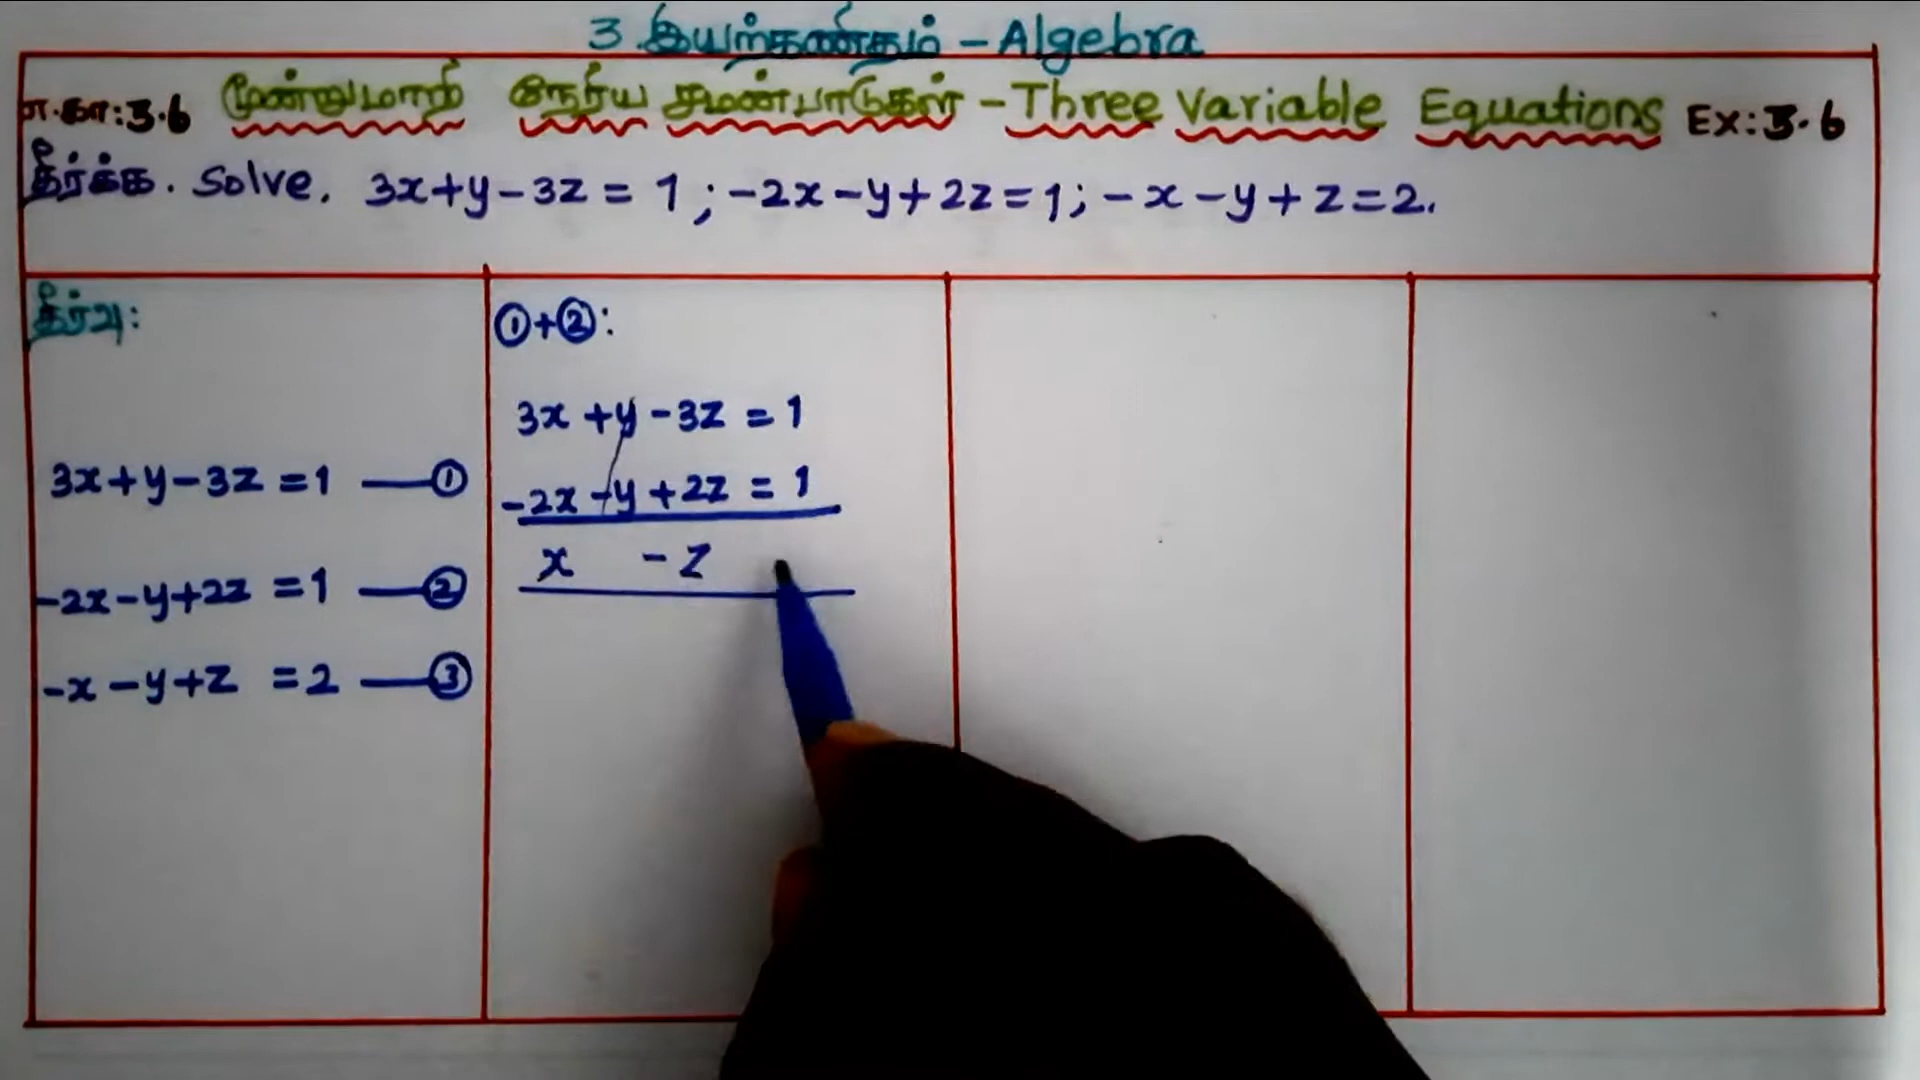 3 இயற்கணிதம் - Algebra
எ.கா:3.6 மூன்றுமாறி நேரிய சமன்பாடுகள் - Three Variable Equations Ex:3.6
தீர்க்க. Solve. 3x+y-3z = 1 ; -2x-y+2z=1; -x-y+z=2.
தீர்வு:
3x+y-3z =1 —①
-2x-y+2z =1 —②
-x-y+z =2 —③
①+②:
3x +y -3z = 1
-2x -y +2z = 1
x -z